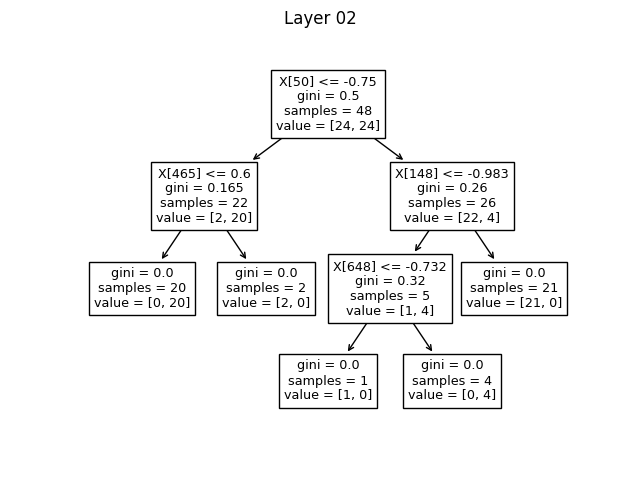 Layer 02
X[50] <= -0.75
gini = 0.5
samples = 48
value = [24, 24]
X[465] <= 0.6
gini = 0.165
samples = 22
value = [2, 20]
X[148] <= -0.983
gini = 0.26
samples = 26
value = [22, 4]
gini = 0.0
samples = 20
value = [0, 20]
gini = 0.0
samples = 2
value = [2, 0]
X[648] <= -0.732
gini = 0.32
samples = 5
value = [1, 4]
gini = 0.0
samples = 21
value = [21, 0]
gini = 0.0
samples = 1
value = [1, 0]
gini = 0.0
samples = 4
value = [0, 4]